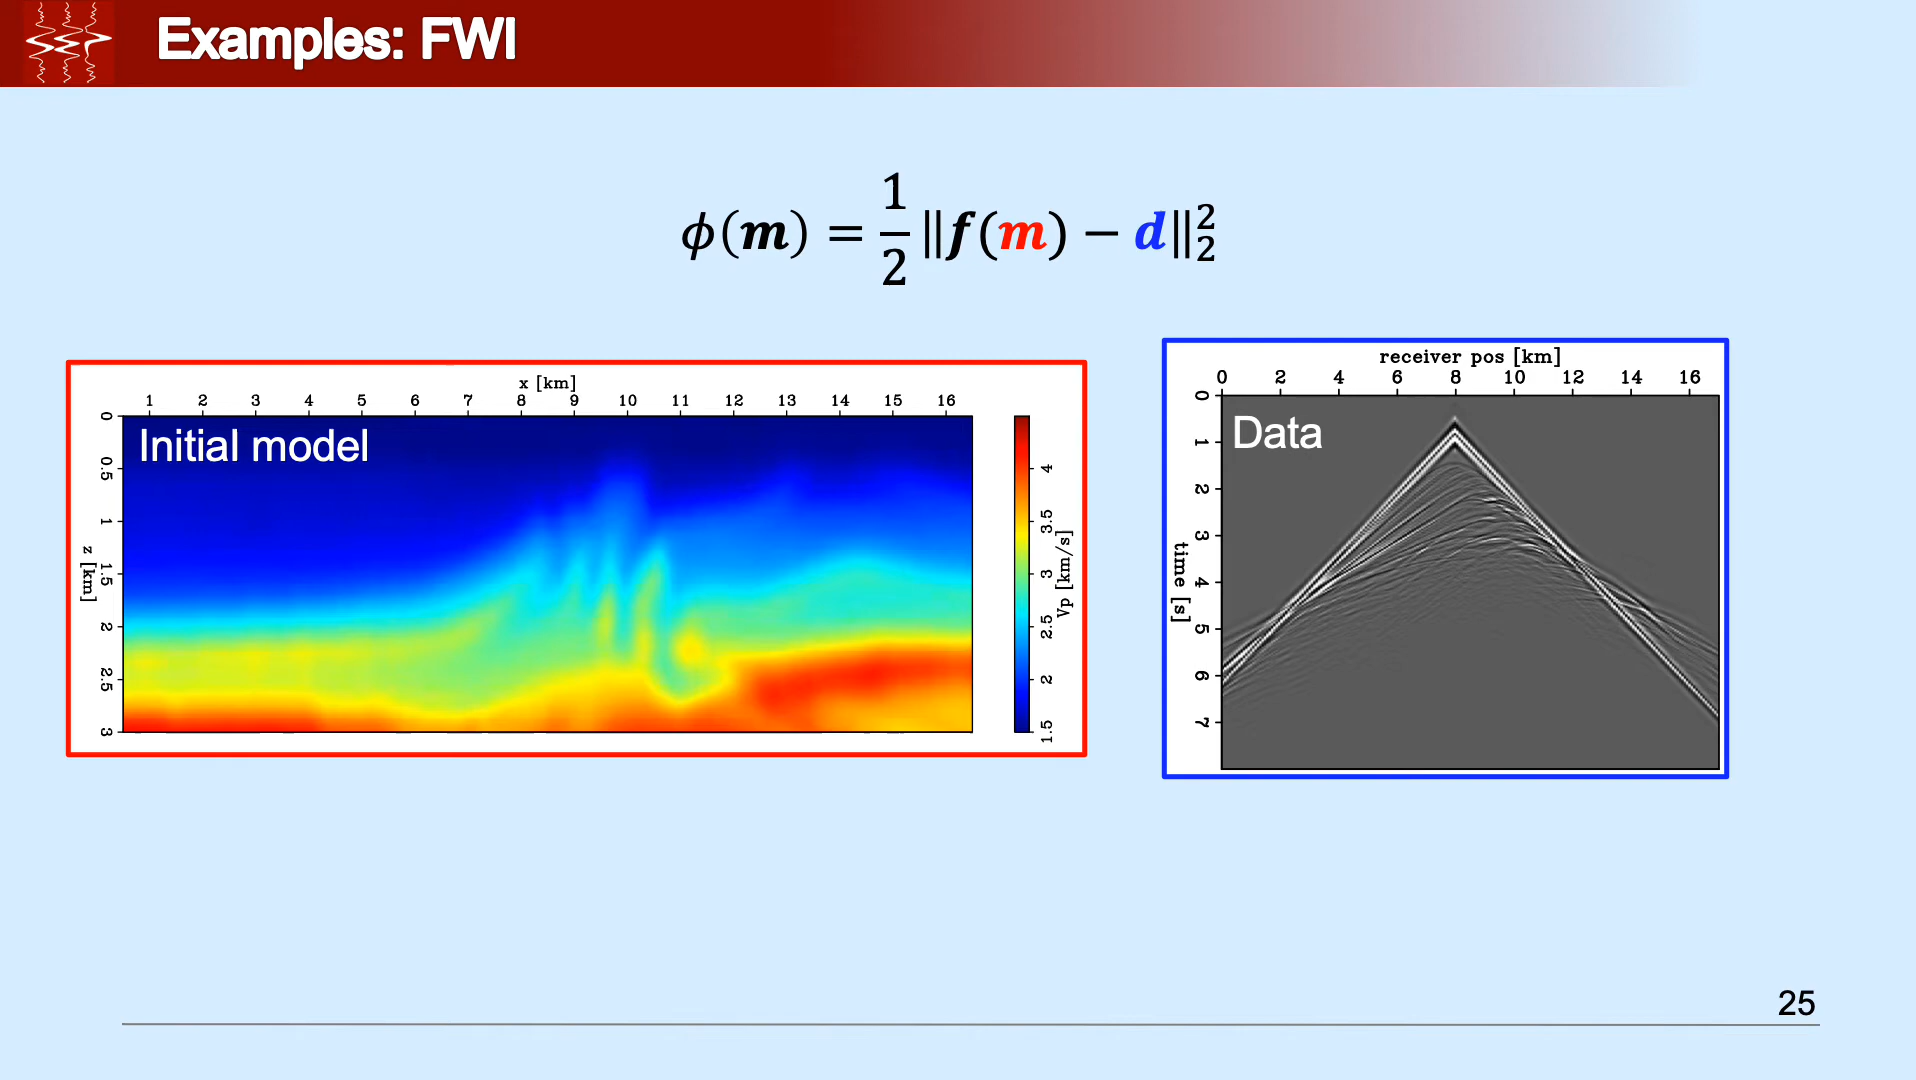 Examples: FWI
ϕ(m) = 1/2 ‖f(m) − d‖₂²
x [km]
1 2 3 4 5 6 7 8 9 10 11 12 13 14 15 16
Initial model
z [km]
0 0.5 1 1.5 2 2.5 3
Vp [km/s]
4 3.5 3 2.5 2 1.5
receiver pos [km]
0 2 4 6 8 10 12 14 16
Data
time [s]
0 1 2 3 4 5 6 7
25